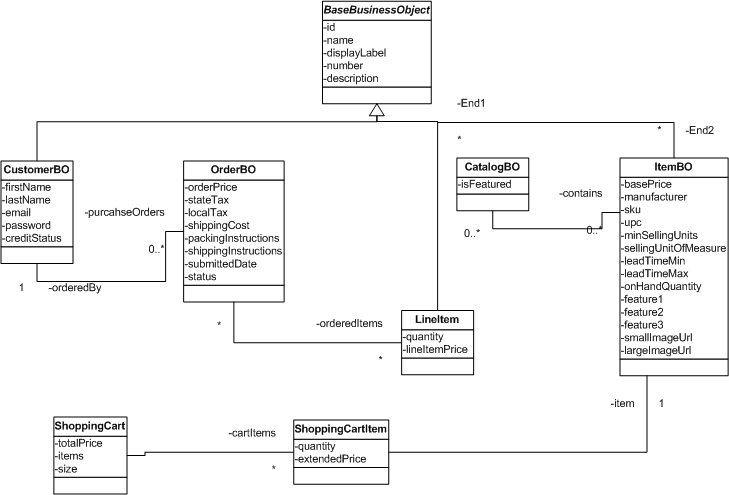 BaseBusinessObject
-id
-name
-displayLabel
-number
-description
-End1
*
*
-End2
CustomerBO
-firstName
-lastName
-email
-password
-creditStatus
-purcahseOrders
0..*
1
-orderedBy
OrderBO
-orderPrice
-stateTax
-localTax
-shippingCost
-packingInstructions
-shippingInstructions
-submittedDate
-status
CatalogBO
-isFeatured
-contains
0..*
0..*
ItemBO
-basePrice
-manufacturer
-sku
-upc
-minSellingUnits
-sellingUnitOfMeasure
-leadTimeMin
-leadTimeMax
-onHandQuantity
-feature1
-feature2
-feature3
-smallImageUrl
-largeImageUrl
*
-orderedItems
*
LineItem
-quantity
-lineItemPrice
-item
1
ShoppingCart
-totalPrice
-items
-size
-cartItems
*
ShoppingCartItem
-quantity
-extendedPrice